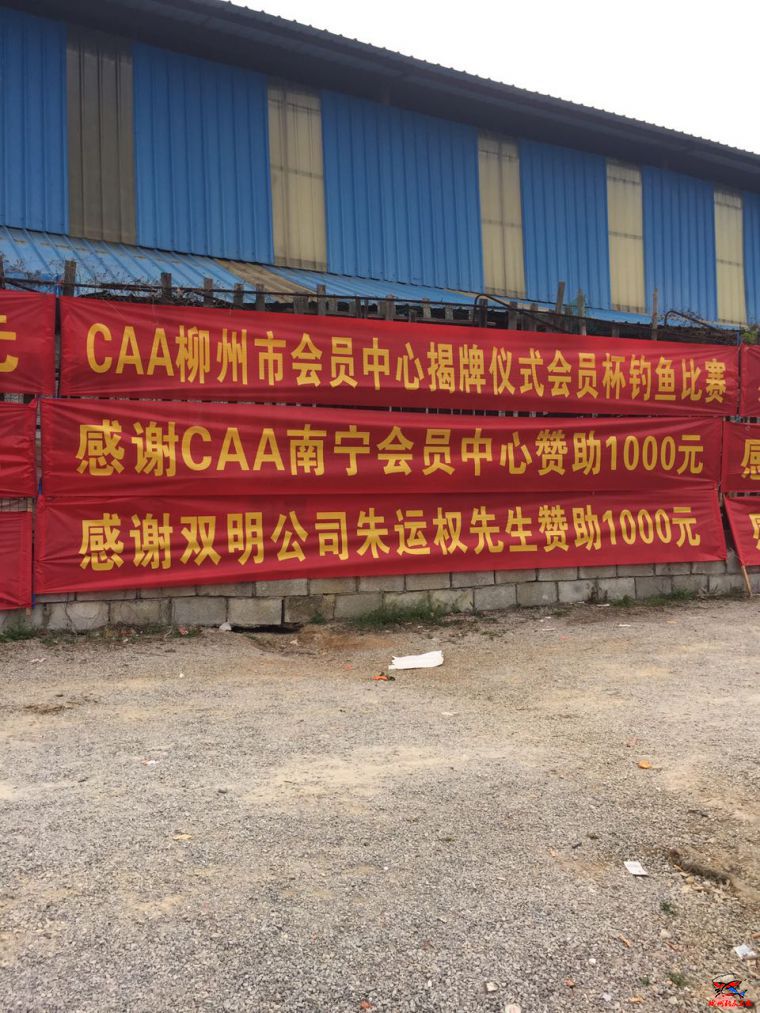 CAA柳州市会员中心揭牌仪式会员杯钓鱼比赛
感谢CAA南宁会员中心赞助1000元
感谢双明公司朱运权先生赞助1000元
元
感